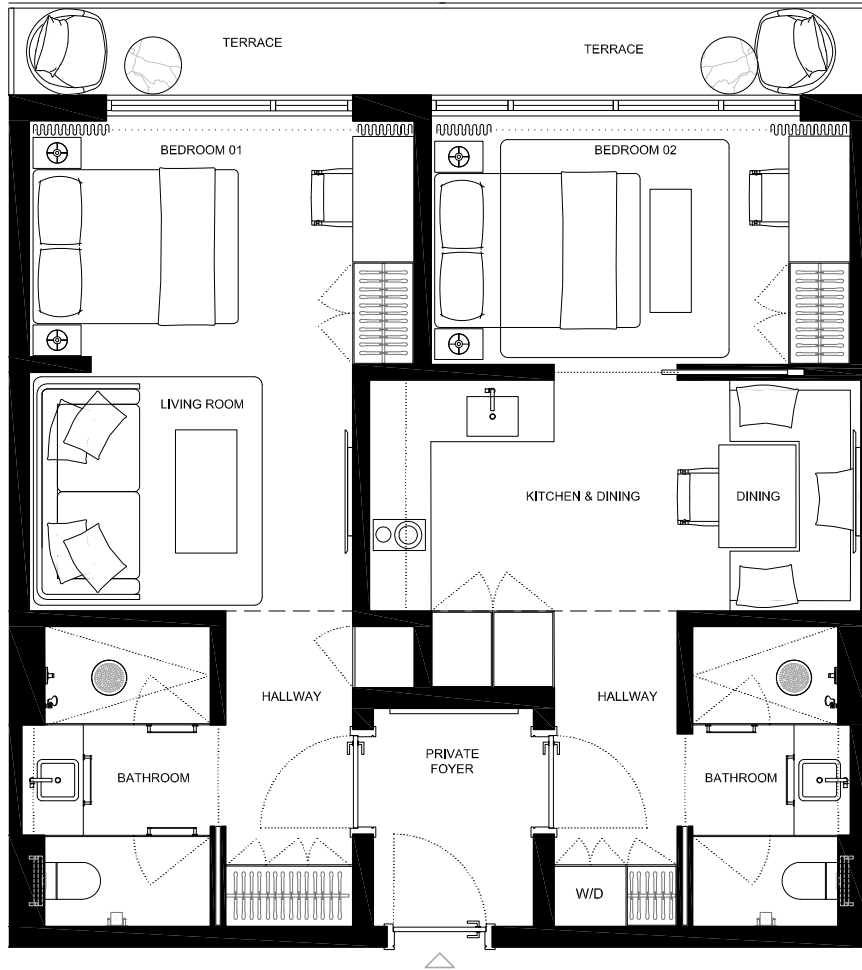 TERRACE
TERRACE
BEDROOM 01
BEDROOM 02
LIVING ROOM
KITCHEN & DINING
DINING
HALLWAY
HALLWAY
PRIVATE
FOYER
BATHROOM
BATHROOM
W/D